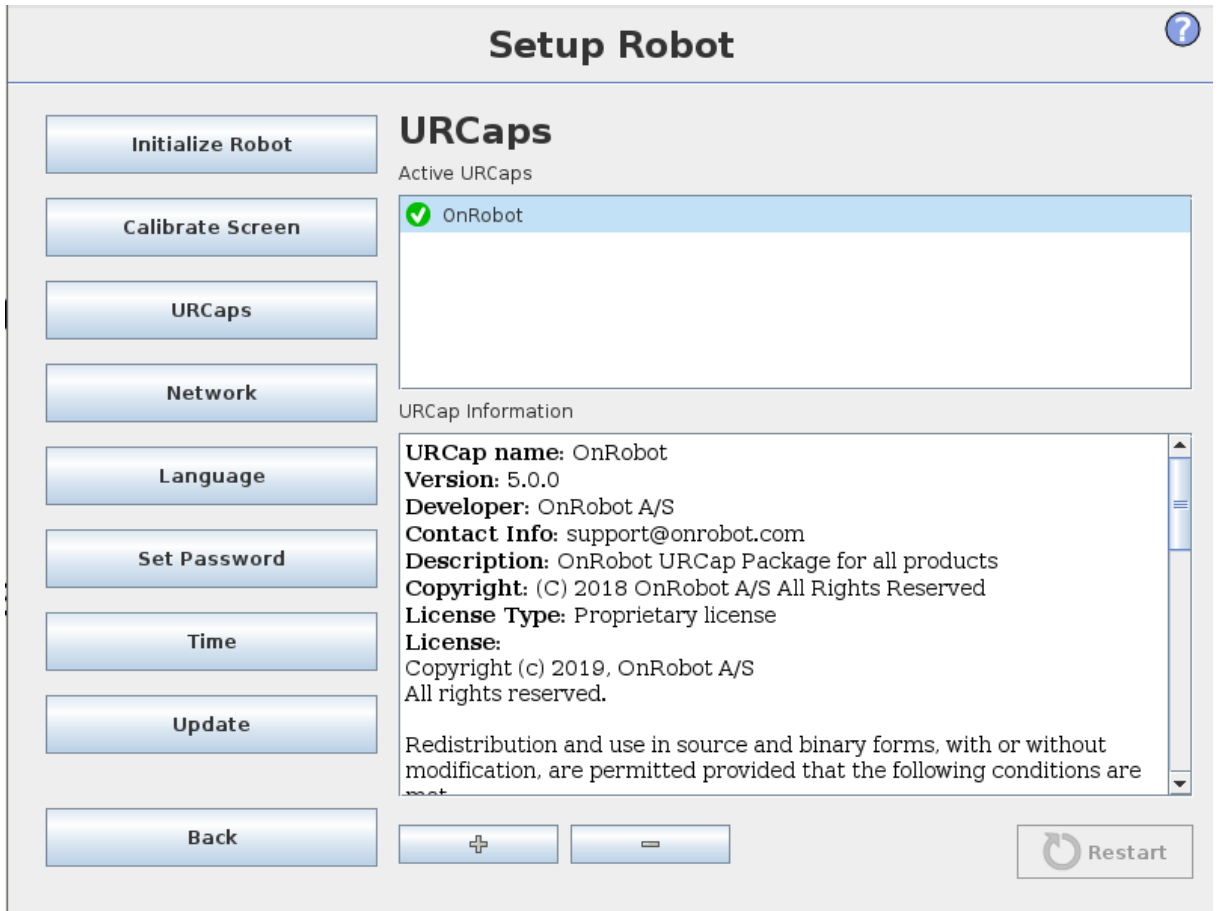 Setup Robot
?
Initialize Robot
Calibrate Screen
URCaps
Network
Language
Set Password
Time
Update
Back
URCaps
Active URCaps
OnRobot
URCap Information
URCap name: OnRobot
Version: 5.0.0
Developer: OnRobot A/S
Contact Info: support@onrobot.com
Description: OnRobot URCap Package for all products
Copyright: (C) 2018 OnRobot A/S All Rights Reserved
License Type: Proprietary license
License:
Copyright (c) 2019, OnRobot A/S
All rights reserved.
Redistribution and use in source and binary forms, with or without
modification, are permitted provided that the following conditions are
Restart